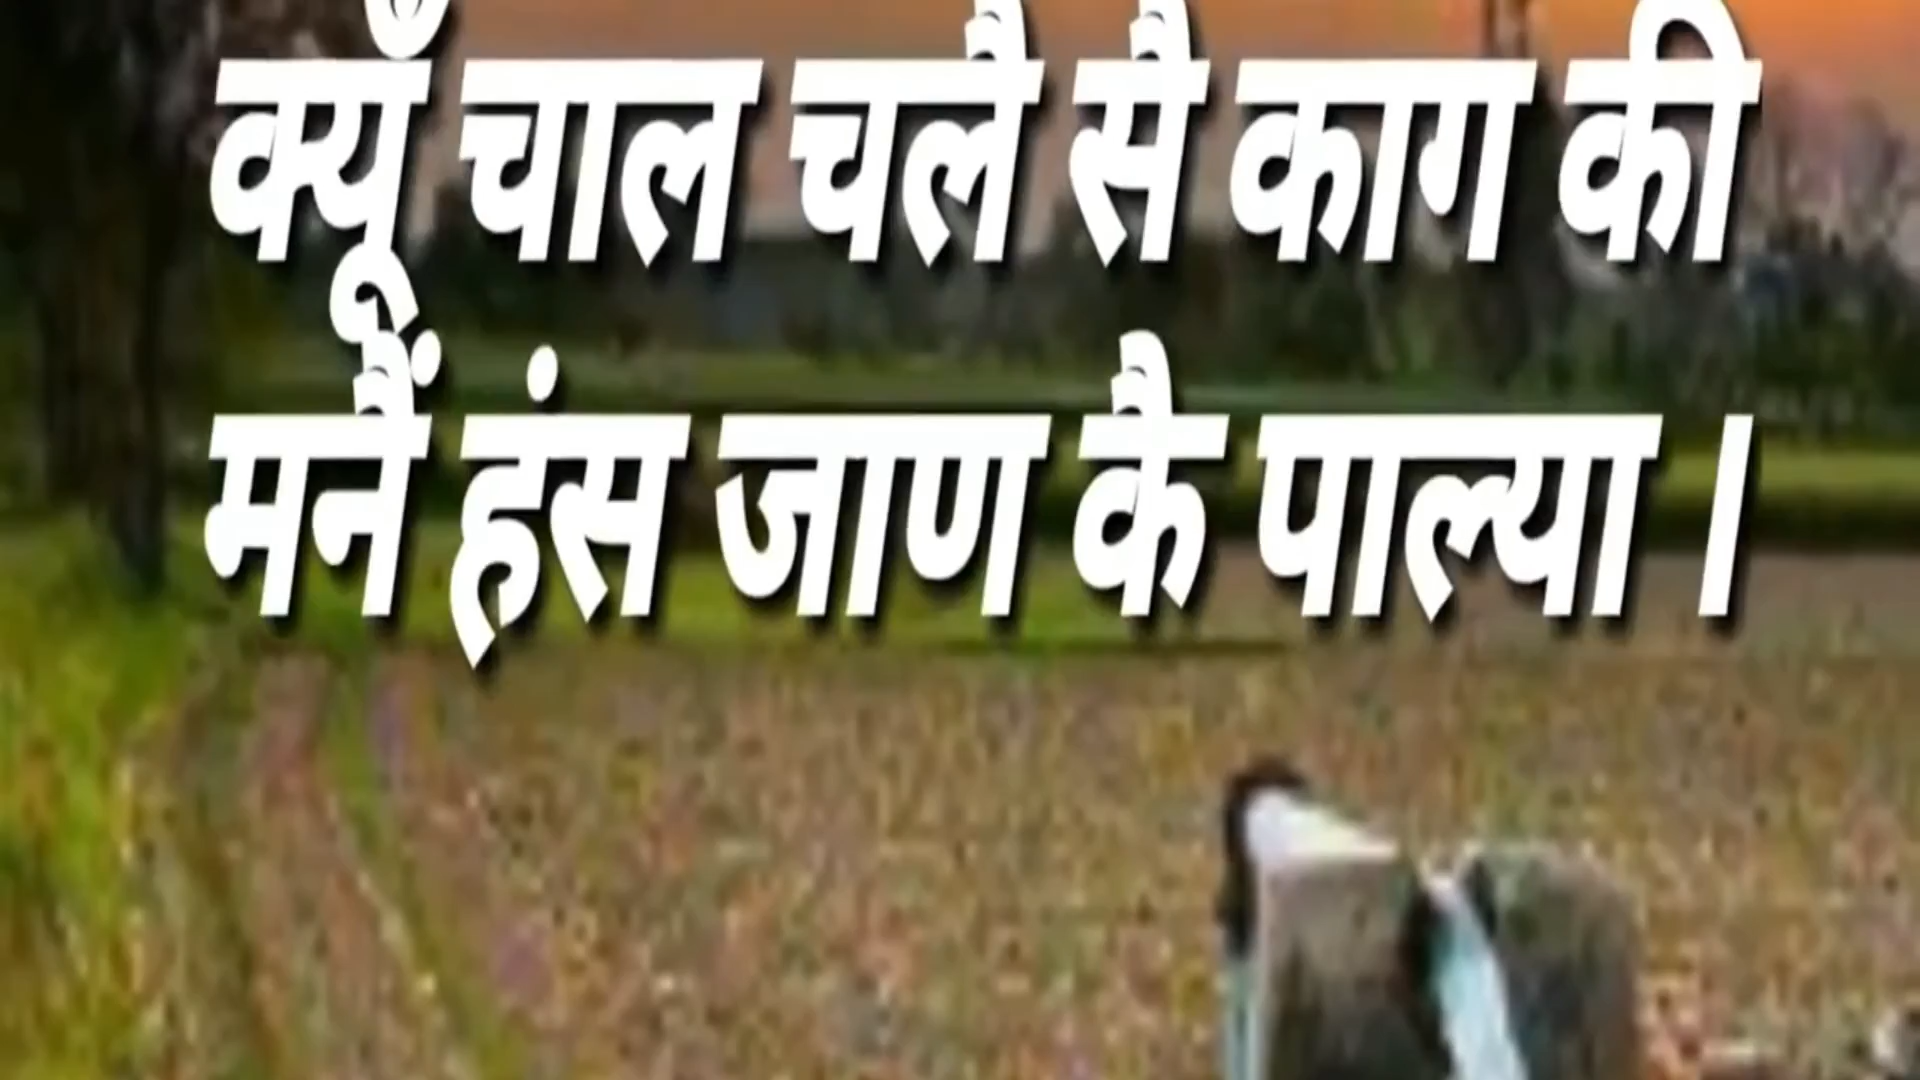 क्यूँ चाल चलै सै काग की
मनैं हंस जाण कै पाल्या ।